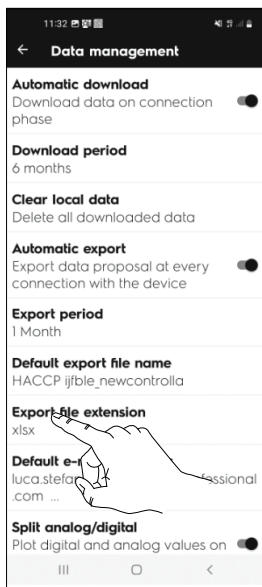 11:32
Data management
Automatic download
Download data on connection
phase
Download period
6 months
Clear local data
Delete all downloaded data
Automatic export
Export data proposal at every
connection with the device
Export period
1 Month
Default export file name
HACCP ijfble_newcontrolla
Export file extension
xlsx
Default e-
luca.stefa fessional
.com ...
Split analog/digital
Plot digital and analog values on